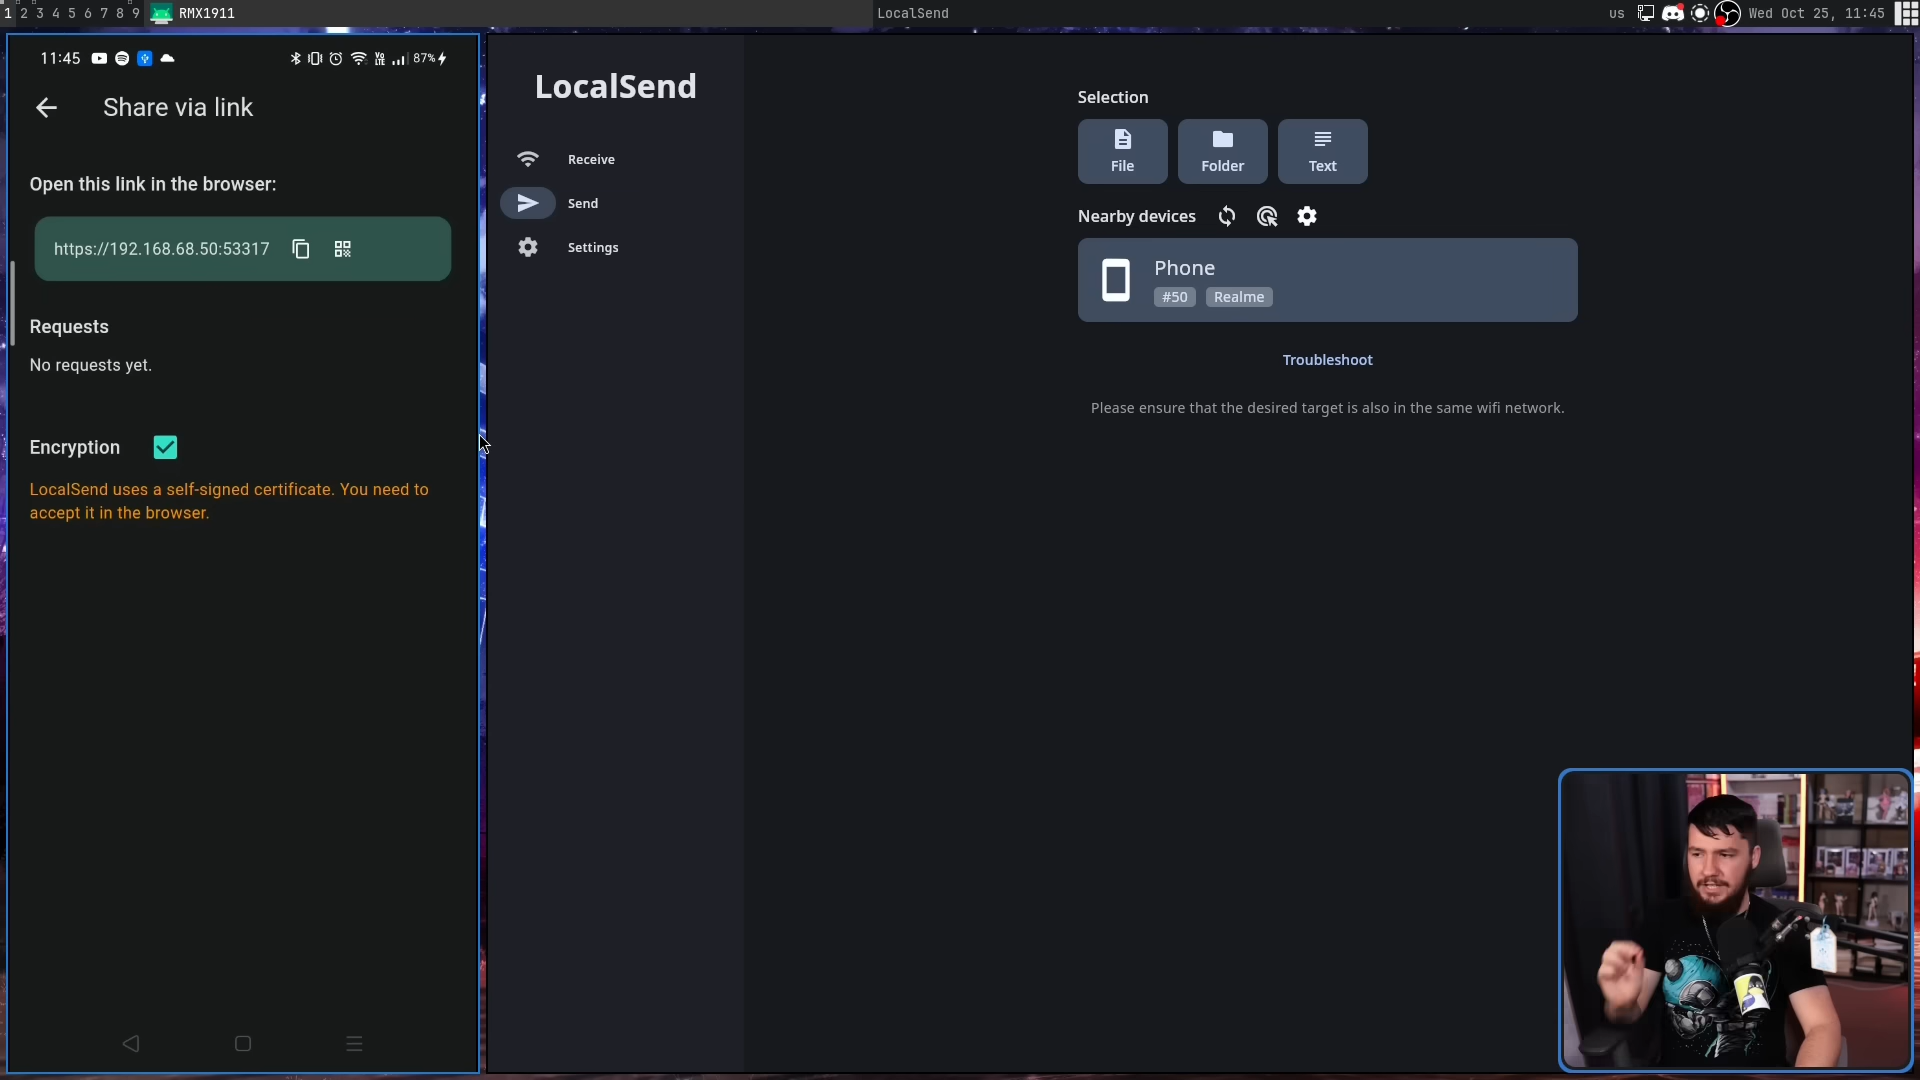 1 2 3 4 5 6 7 8 9 RMX1911 LocalSend us Wed Oct 25, 11:45
11:45 87%
Share via link
Open this link in the browser:
https://192.168.68.50:53317
Requests
No requests yet.
Encryption
LocalSend uses a self-signed certificate. You need to
accept it in the browser.
LocalSend
Receive
Send
Settings
Selection
File Folder Text
Nearby devices
Phone
#50 Realme
Troubleshoot
Please ensure that the desired target is also in the same wifi network.